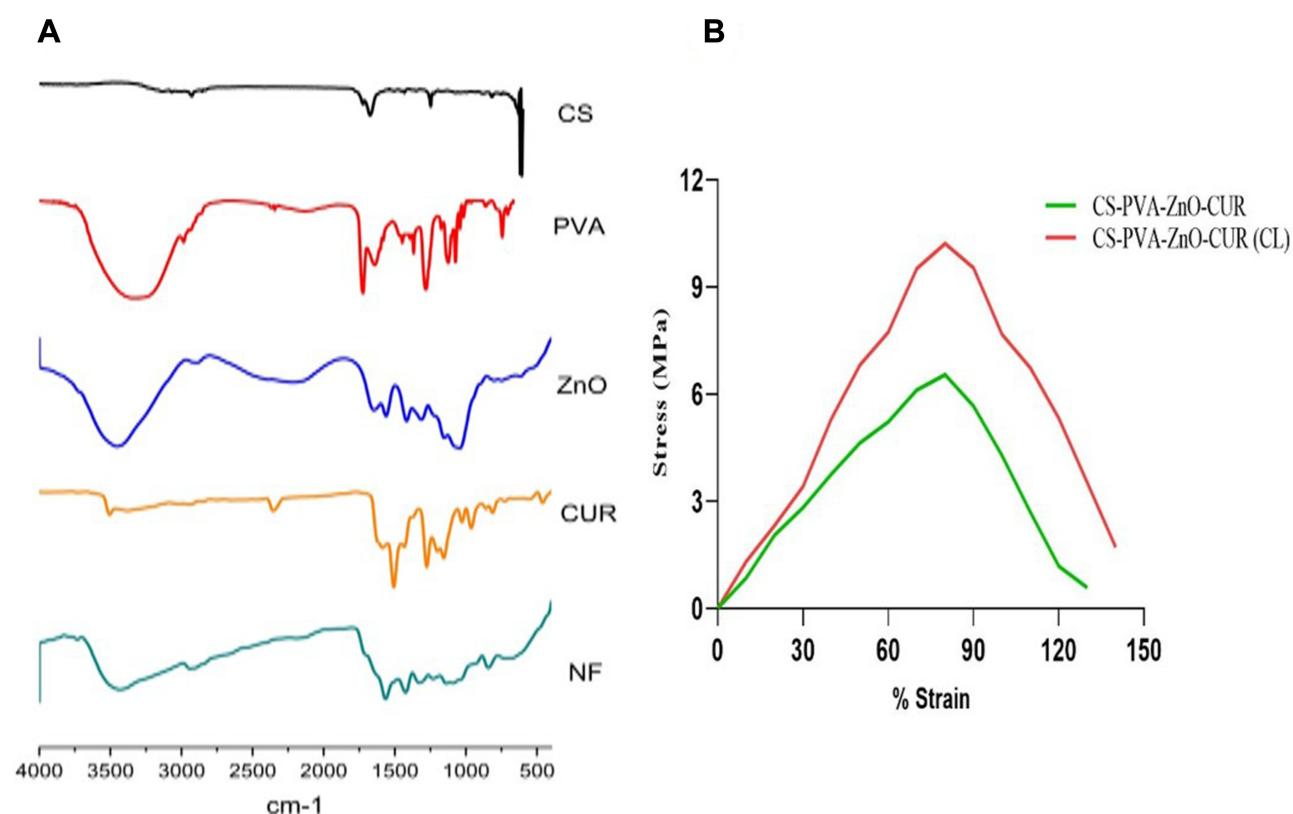 A
CS
PVA
ZnO
CUR
NF
4000 3500 3000 2500 2000 1500 1000 500
cm-1
B
12
9
6
3
0
Stress (MPa)
CS-PVA-ZnO-CUR
CS-PVA-ZnO-CUR (CL)
0 30 60 90 120 150
% Strain